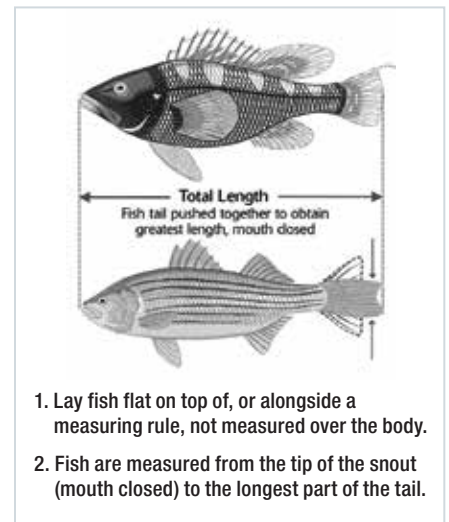 Total Length
Fish tail pushed together to obtain
greatest length, mouth closed
1. Lay fish flat on top of, or alongside a
measuring rule, not measured over the body.
2. Fish are measured from the tip of the snout
(mouth closed) to the longest part of the tail.